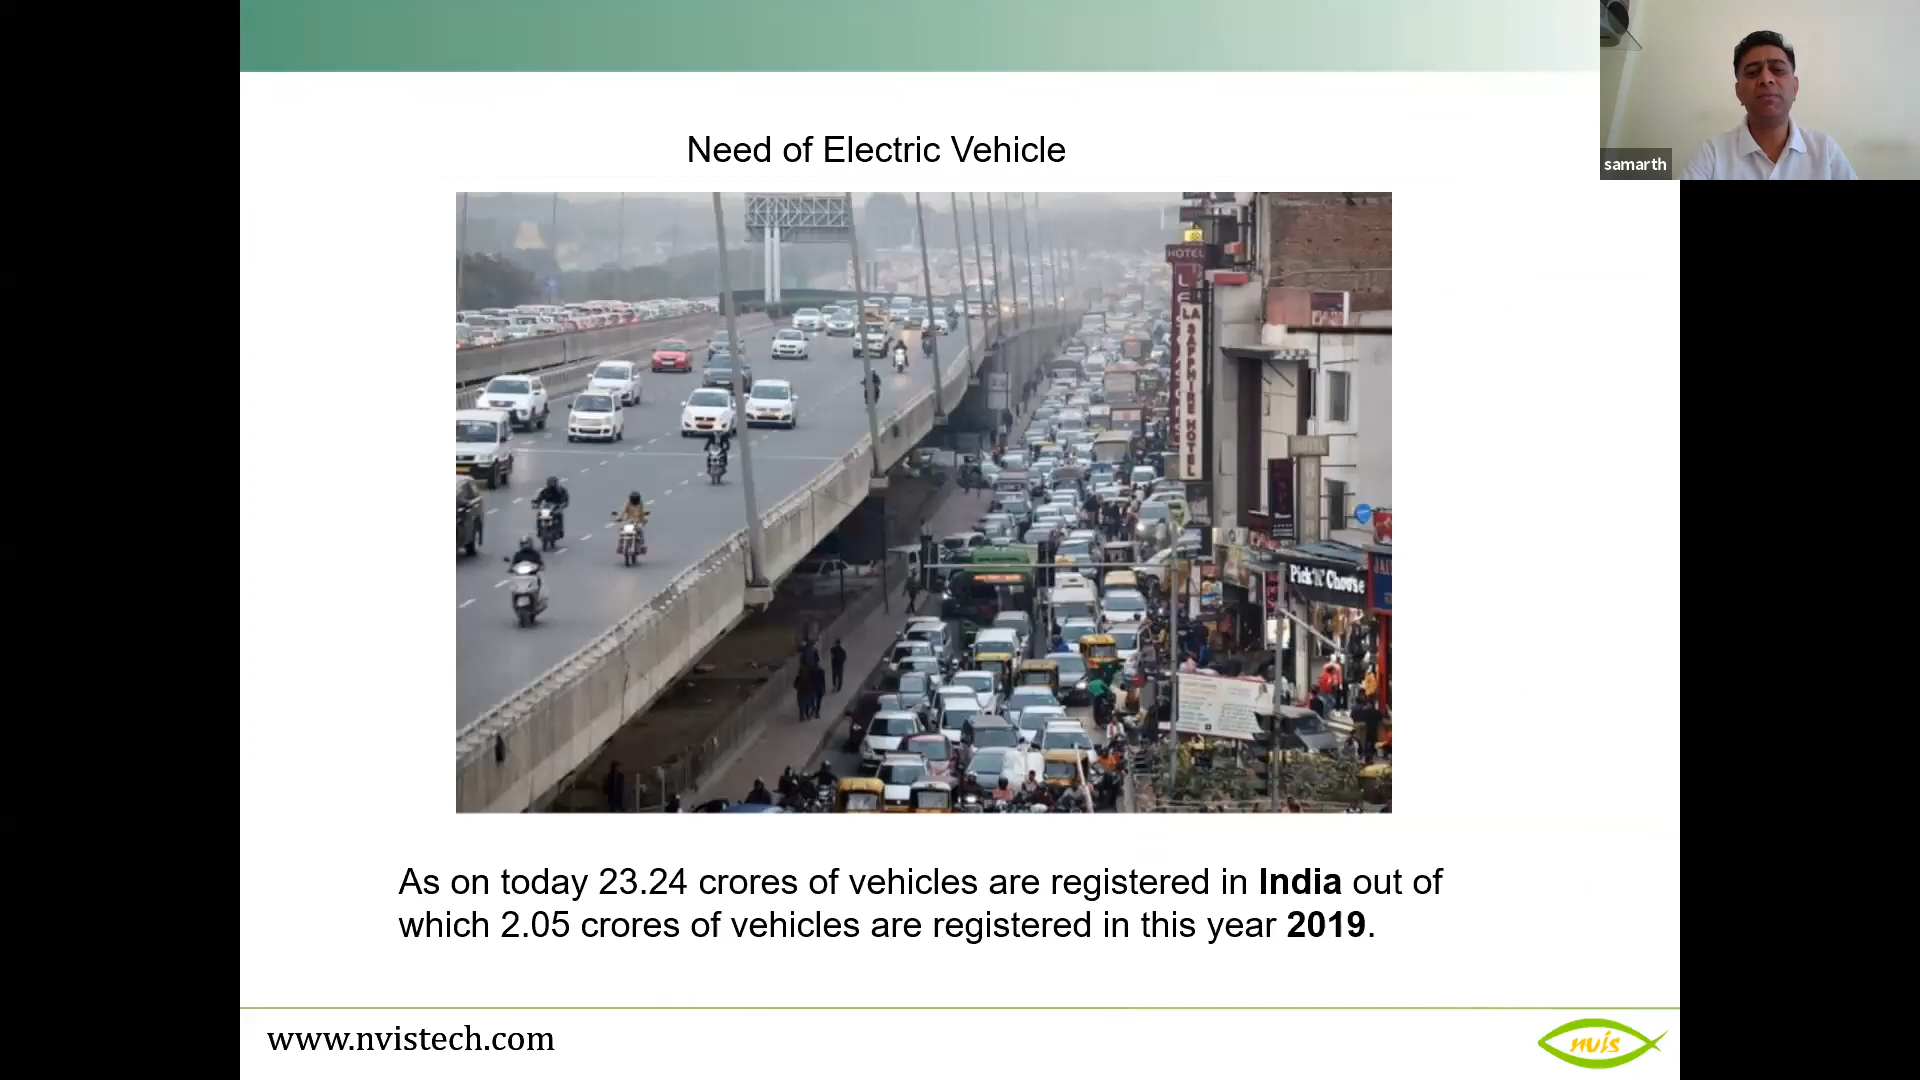 samarth
Need of Electric Vehicle
HOTEL
LA SAPPHIRE HOTEL
Pick 'N' Choose
As on today 23.24 crores of vehicles are registered in India out of
which 2.05 crores of vehicles are registered in this year 2019.
www.nvistech.com
nvis